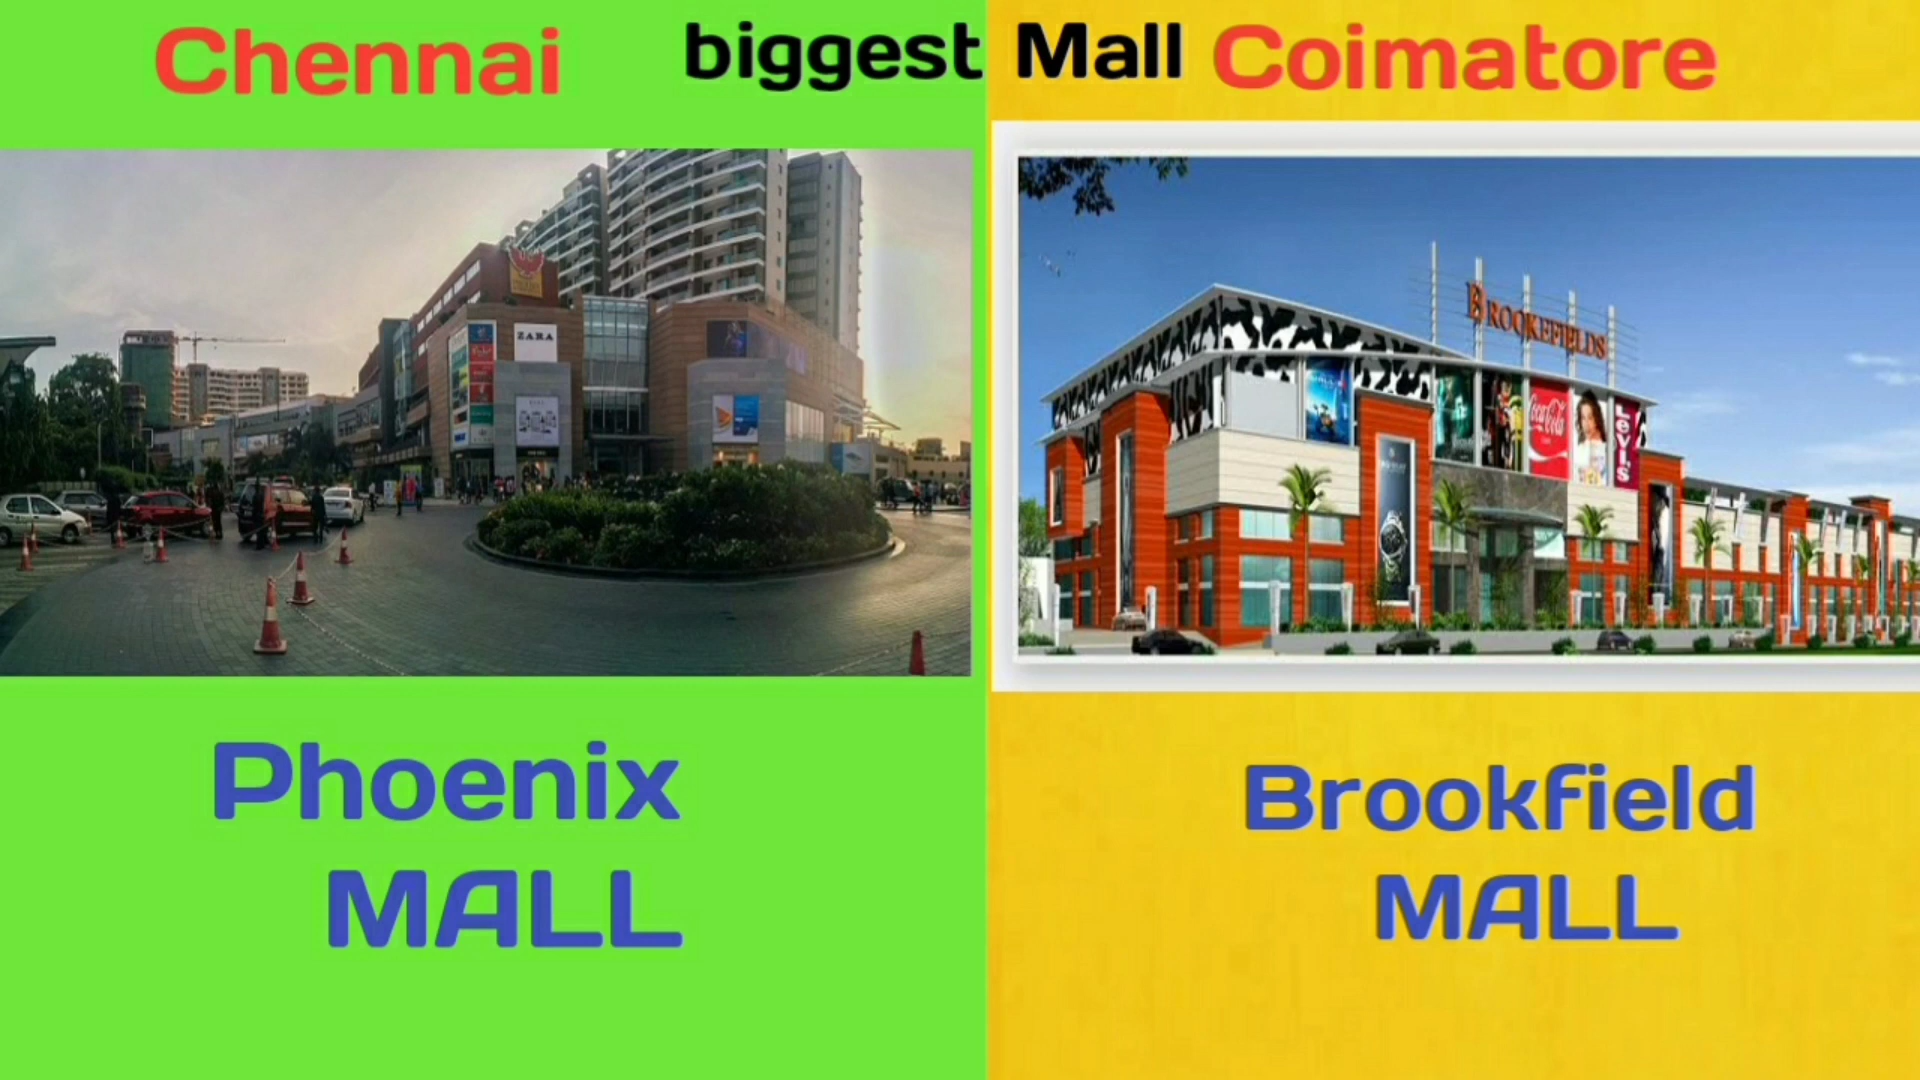 Chennai biggest Mall Coimatore
ZARA
BROOKEFIELDS
Coca-Cola
LEVI'S
Phoenix
MALL
Brookfield
MALL